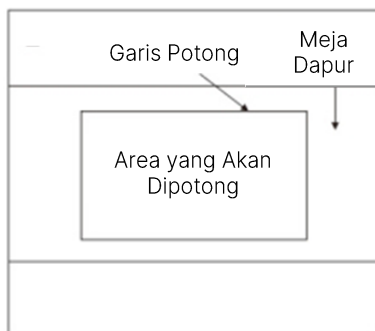 Garis Potong
Meja
Dapur
Area yang Akan
Dipotong